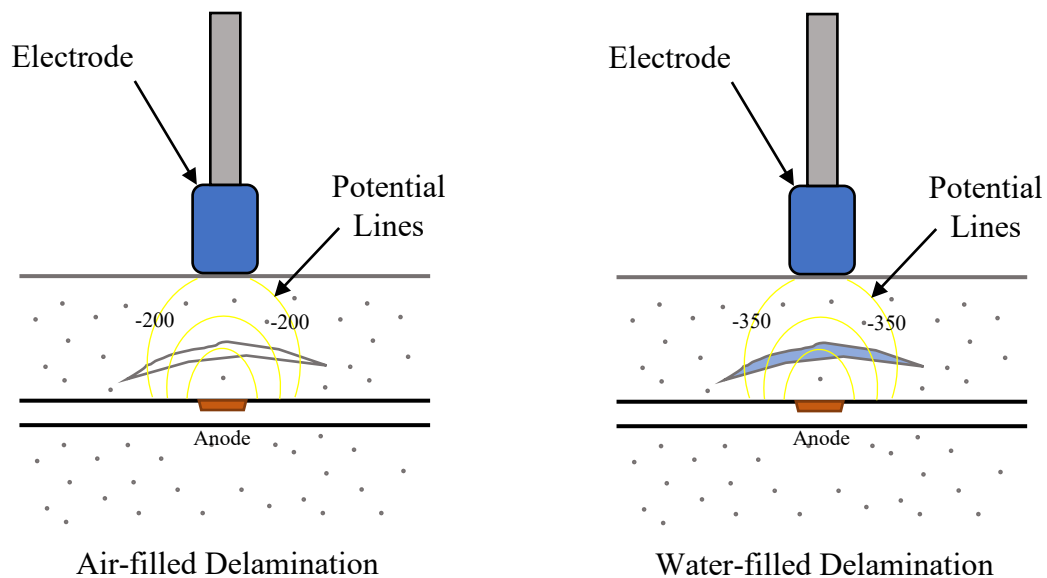 Electrode
Potential
Lines
-200
-200
Anode
Air-filled Delamination
Electrode
Potential
Lines
-350
-350
Anode
Water-filled Delamination